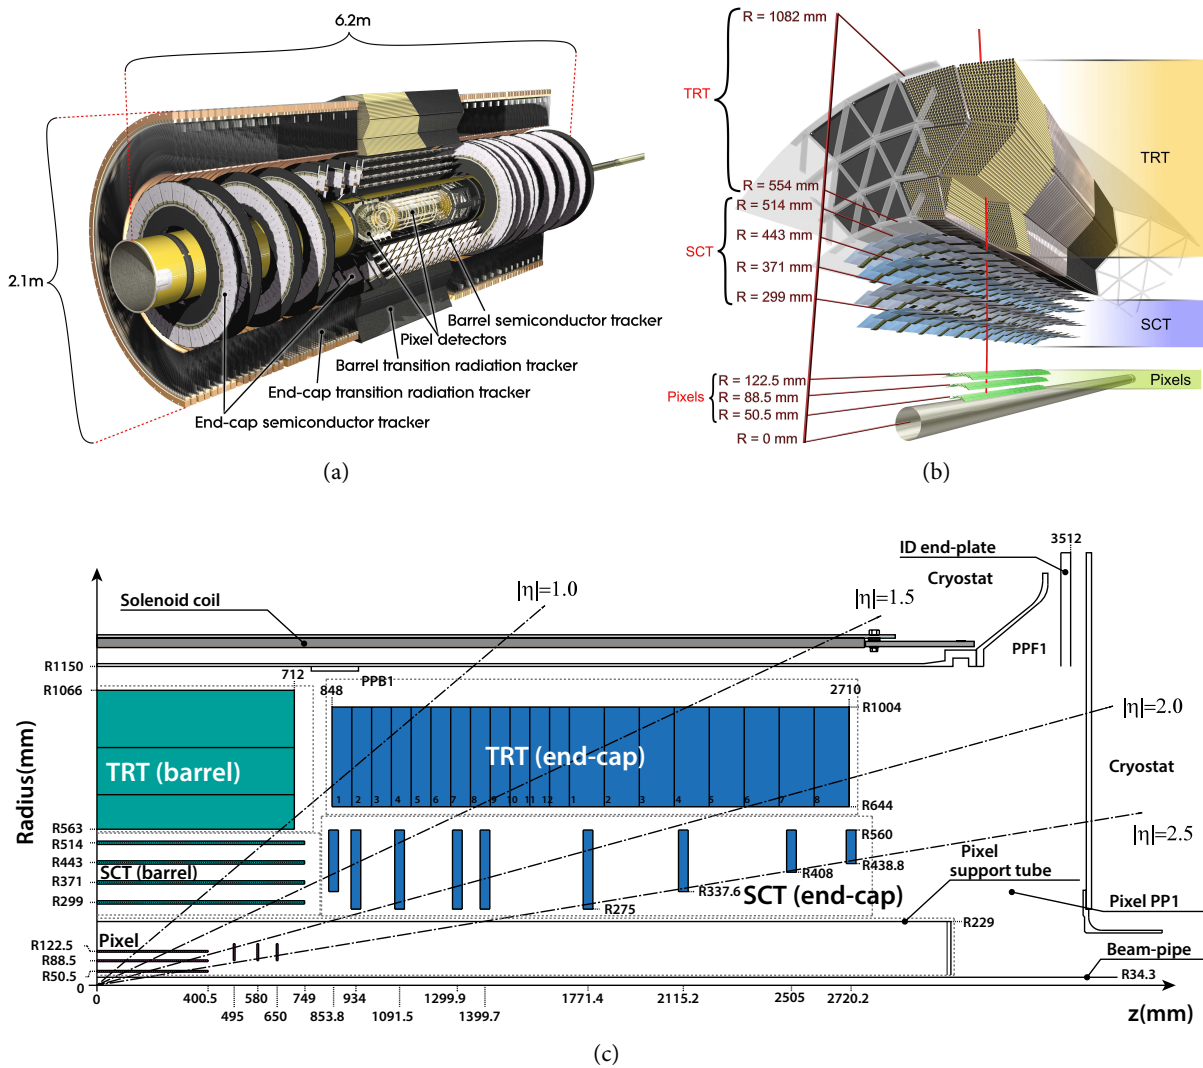 6.2m
2.1m
Barrel semiconductor tracker
Pixel detectors
Barrel transition radiation tracker
End-cap transition radiation tracker
End-cap semiconductor tracker
(a)
R = 1082 mm
TRT
TRT
R = 554 mm
R = 514 mm
R = 443 mm
SCT
R = 371 mm
R = 299 mm
SCT
R = 122.5 mm
Pixels
Pixels
R = 88.5 mm
R = 50.5 mm
R = 0 mm
(b)
3512
ID end-plate
Cryostat
|η|=1.0
|η|=1.5
Solenoid coil
PPF1
R1150
712
PPB1
R1066
848
2710
R1004
|η|=2.0
TRT (end-cap)
TRT (barrel)
Cryostat
1 2 3 4 5 6 7 8 9 10 11 12 1 2 3 4 5 6 7 8
R644
Radius(mm)
R563
R514
R443
R371
R299
SCT (barrel)
R560
R438.8
R408
R337.6
R275
SCT (end-cap)
|η|=2.5
Pixel
support tube
Pixel PP1
R229
Pixel
R122.5
R88.5
R50.5
0
Beam-pipe
R34.3
0 400.5 580 749 934 1299.9 1771.4 2115.2 2505 2720.2
495 650 853.8 1091.5 1399.7
z(mm)
(c)